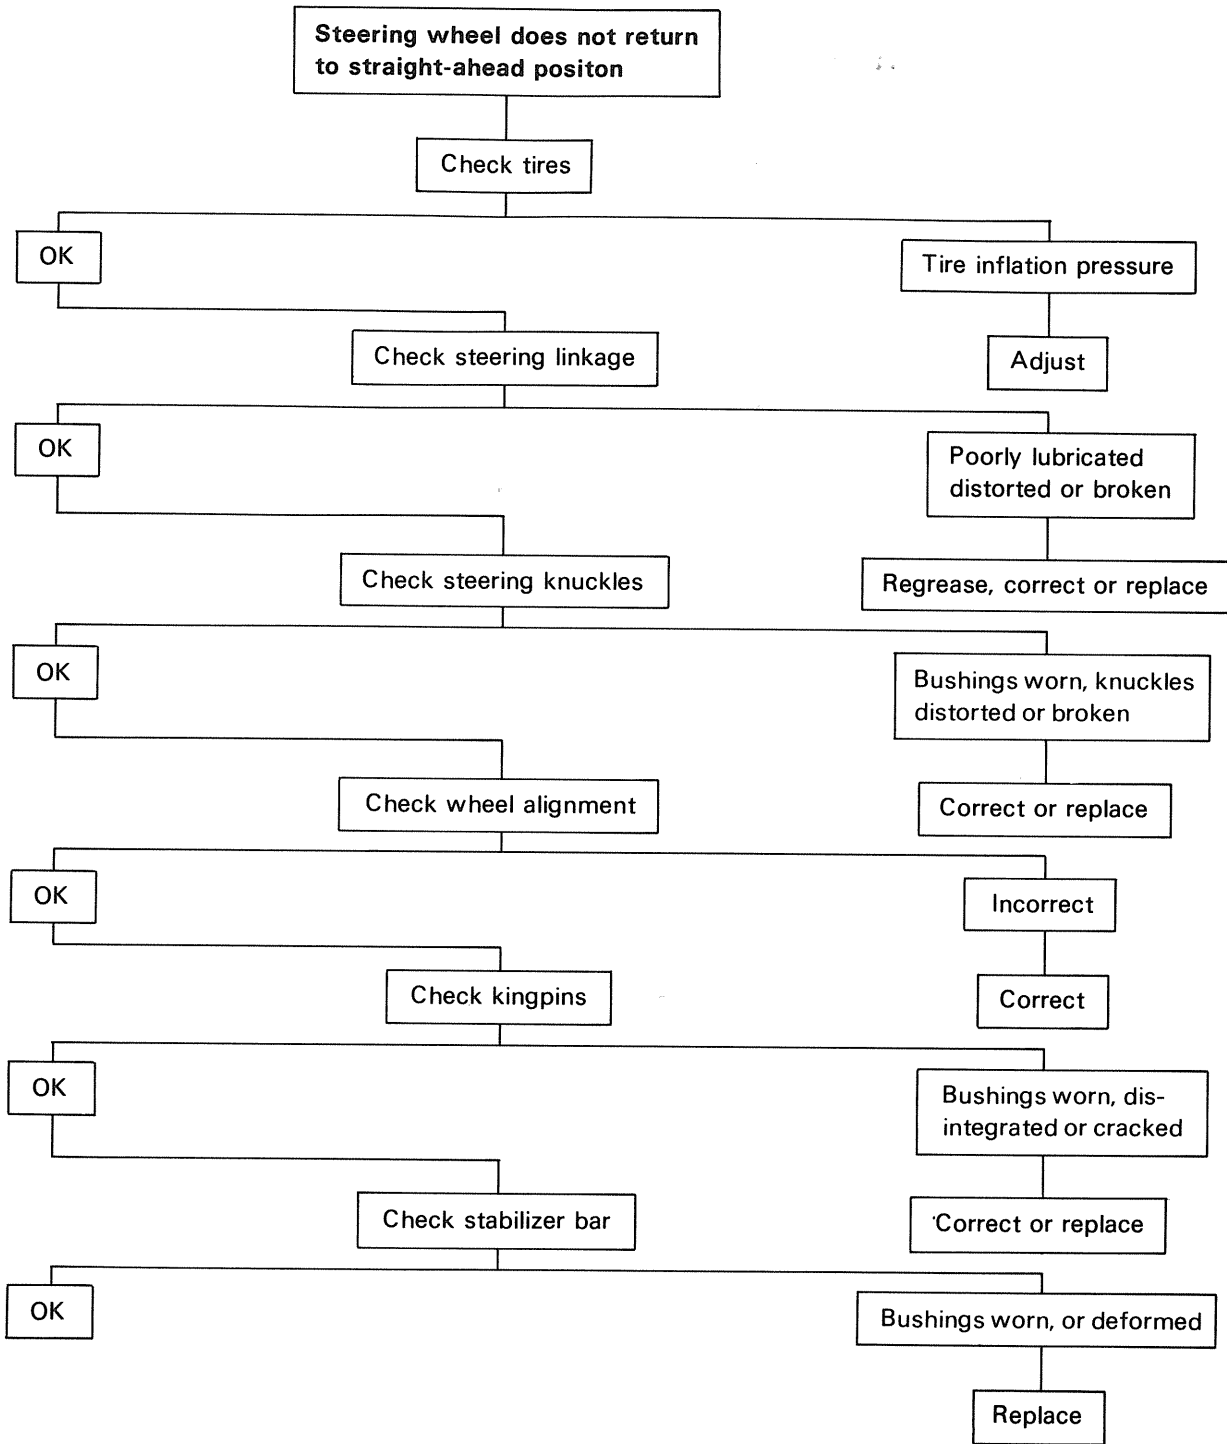 Steering wheel does not return
to straight-ahead positon
Check tires
OK
Tire inflation pressure
Adjust
Check steering linkage
OK
Poorly lubricated
distorted or broken
Regrease, correct or replace
Check steering knuckles
OK
Bushings worn, knuckles
distorted or broken
Correct or replace
Check wheel alignment
OK
Incorrect
Correct
Check kingpins
OK
Bushings worn, dis-
integrated or cracked
Correct or replace
Check stabilizer bar
OK
Bushings worn, or deformed
Replace